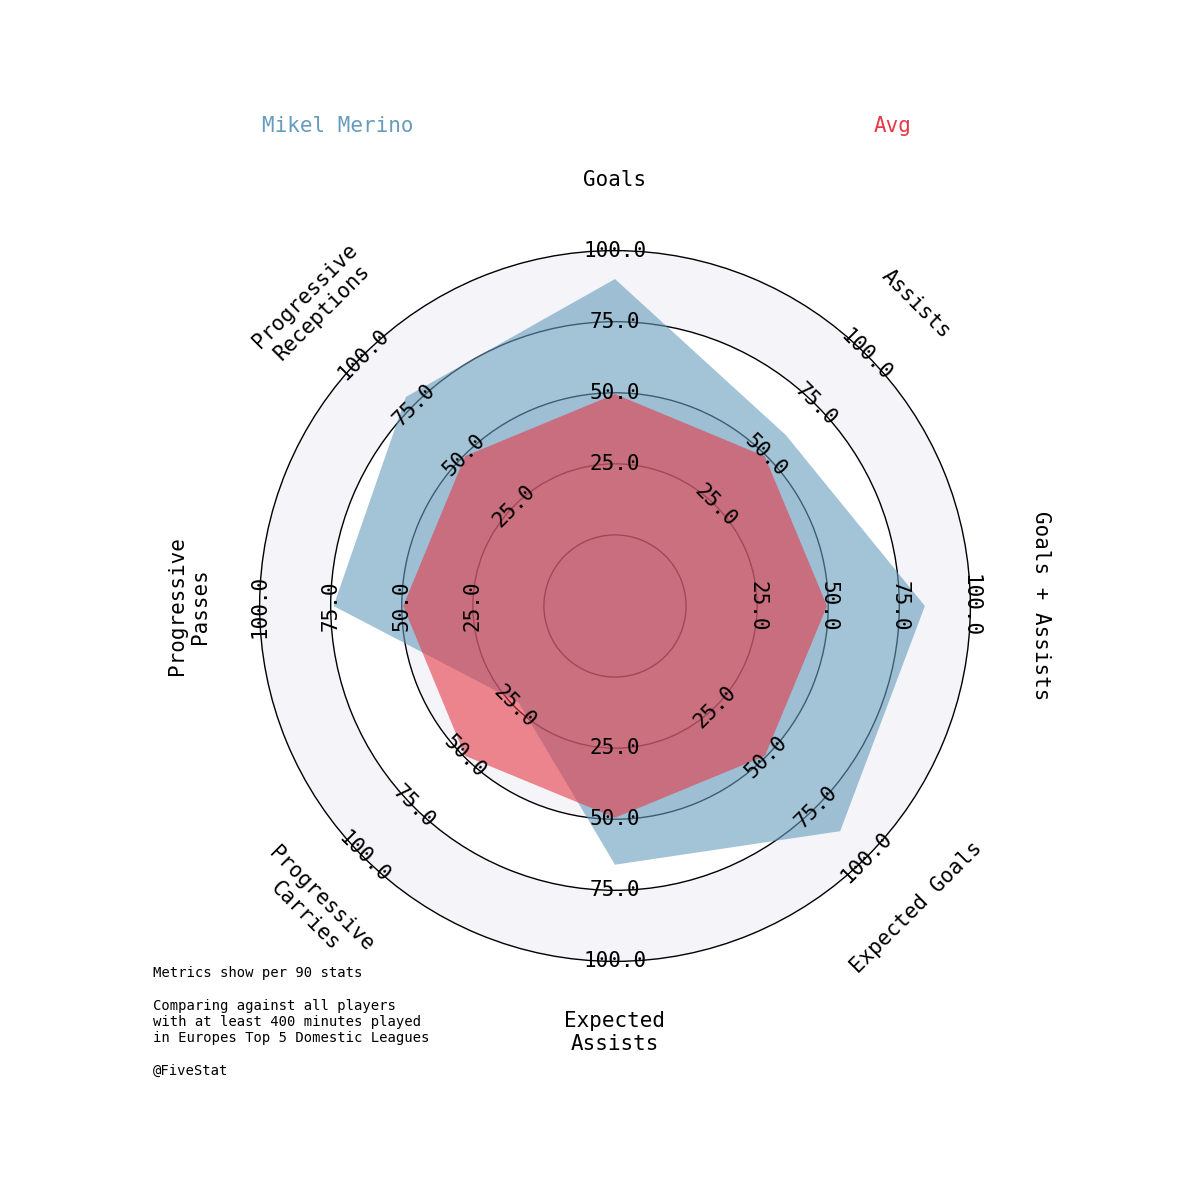 Mikel Merino
Avg
Goals
Assists
Goals + Assists
Expected Goals
Expected
Assists
Progressive
Carries
Progressive
Passes
Progressive
Receptions
100.0
75.0
50.0
25.0
100.0
75.0
50.0
25.0
25.0
50.0
75.0
100.0
25.0
50.0
75.0
100.0
25.0
50.0
75.0
100.0
25.0
50.0
75.0
100.0
100.0
75.0
50.0
25.0
100.0
75.0
50.0
25.0
Metrics show per 90 stats
Comparing against all players
with at least 400 minutes played
in Europes Top 5 Domestic Leagues
@FiveStat